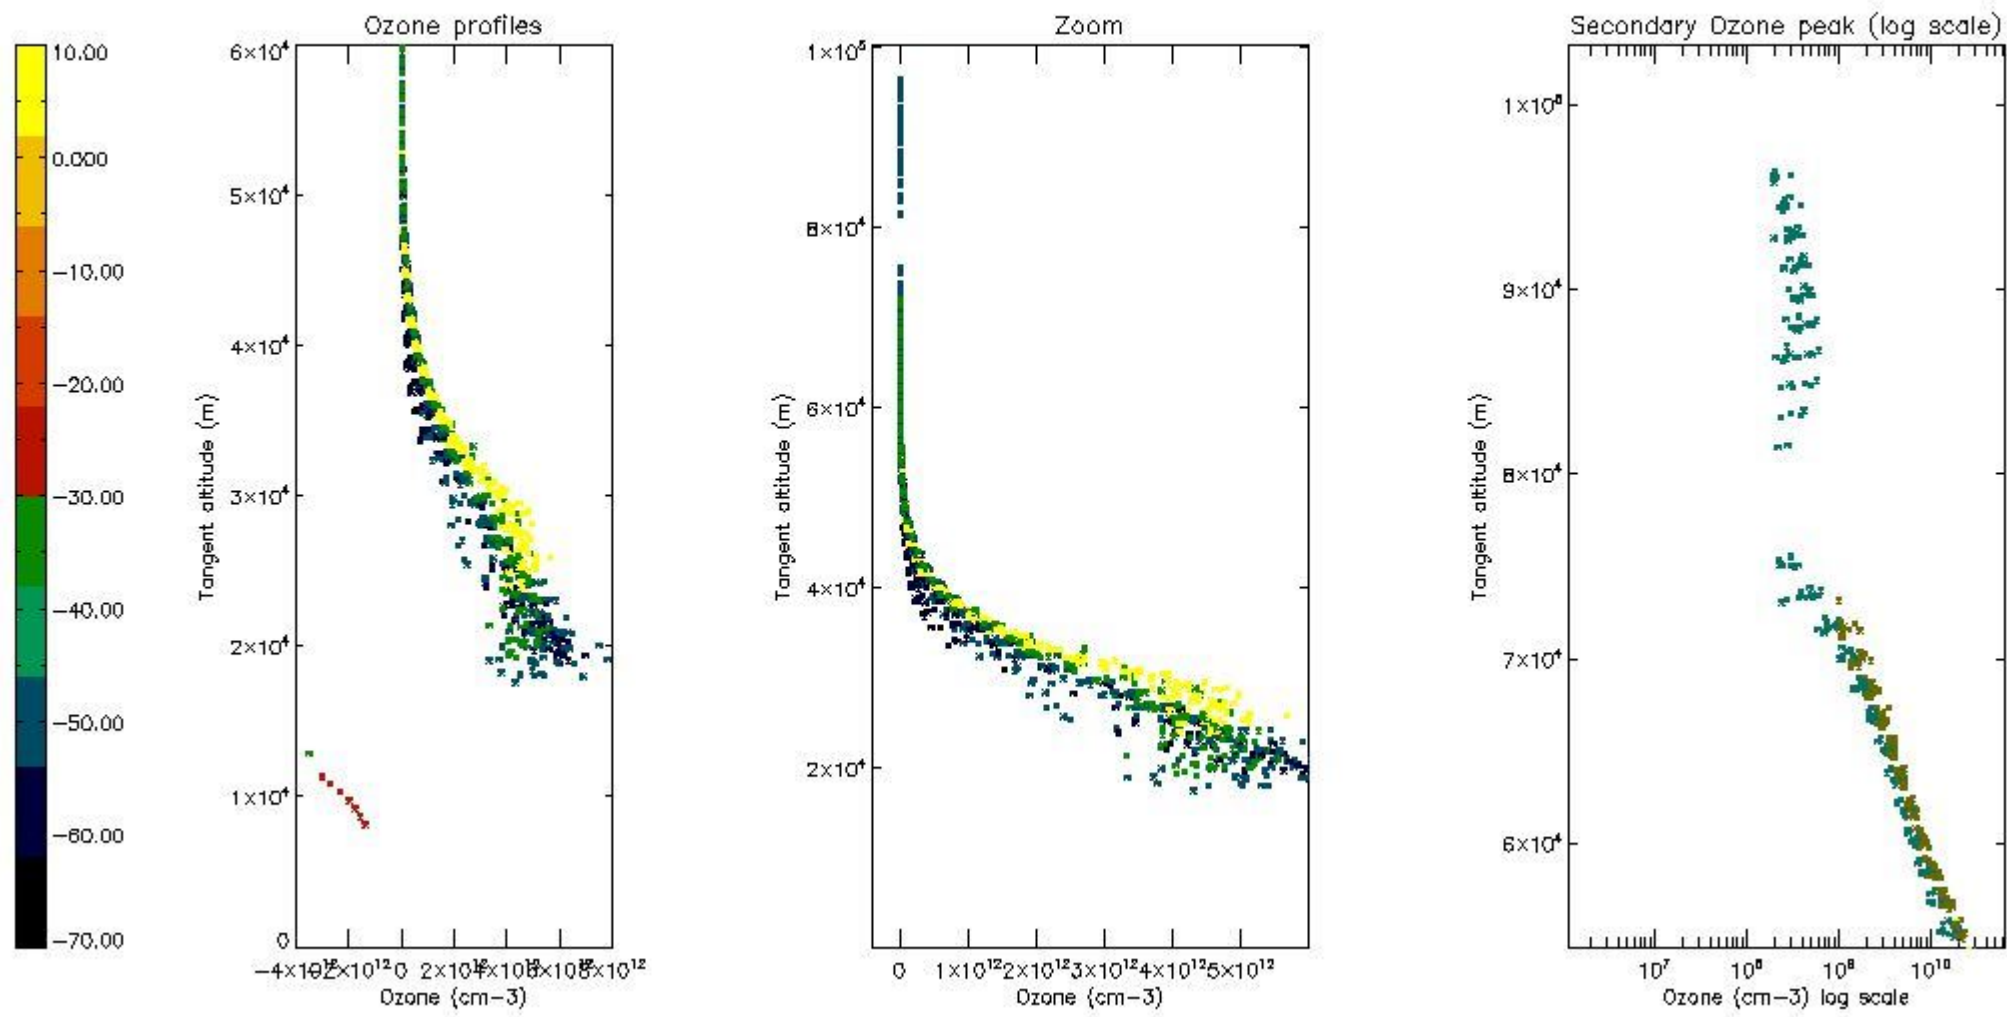 Ozone profiles
Zoom
Secondary Ozone peak (log scale)
10.00
0.000
−10.00
−20.00
−30.00
−40.00
−50.00
−60.00
−70.00
6×10⁴
5×10⁴
4×10⁴
3×10⁴
2×10⁴
1×10⁴
0
Tangent altitude (m)
0
Ozone (cm−3)
1×10⁵
8×10⁴
6×10⁴
4×10⁴
2×10⁴
Tangent altitude (m)
0 1×10¹² 2×10¹² 3×10¹² 4×10¹² 5×10¹²
Ozone (cm−3)
9×10⁴
8×10⁴
7×10⁴
6×10⁴
Tangent altitude (m)
10⁷ 10¹⁰
Ozone (cm−3) log scale